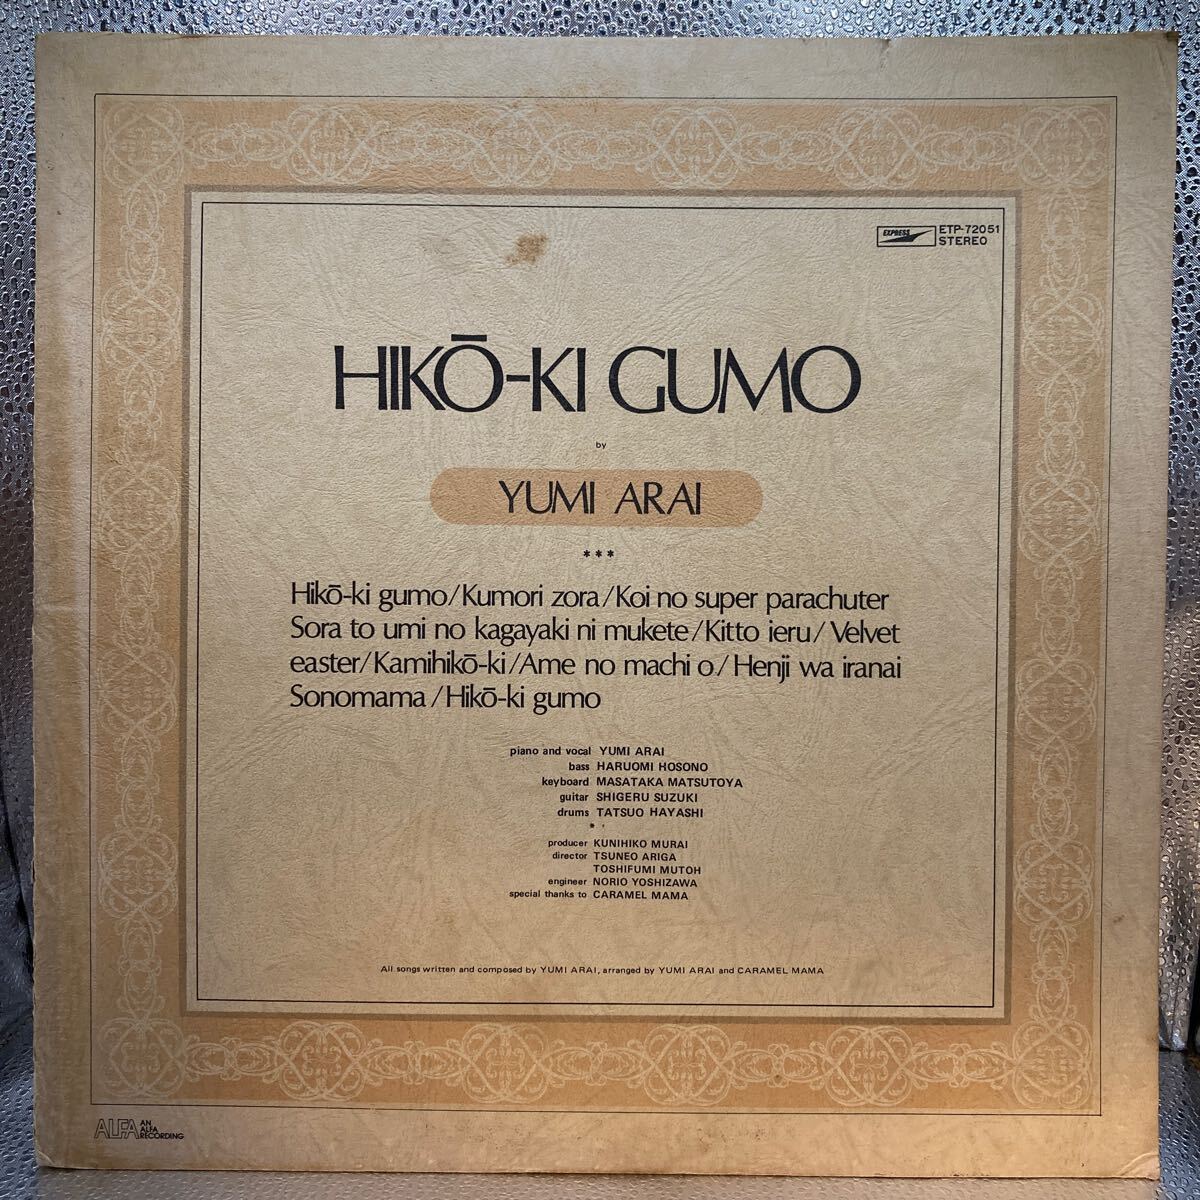 EXPRESS ETP-72051
STEREO
HIKŌ-KI GUMO
by
YUMI ARAI
***
Hikō-ki gumo/Kumori zora/Koi no super parachuter
Sora to umi no kagayaki ni mukete/Kitto ieru/Velvet
easter/Kamihikō-ki/Ame no machi o/Henji wa iranai
Sonomama/Hikō-ki gumo
piano and vocal YUMI ARAI
bass HARUOMI HOSONO
keyboard MASATAKA MATSUTOYA
guitar SHIGERU SUZUKI
drums TATSUO HAYASHI
*
producer KUNIHIKO MURAI
director TSUNEO ARIGA
TOSHIFUMI MUTOH
engineer NORIO YOSHIZAWA
special thanks to CARAMEL MAMA
All songs written and composed by YUMI ARAI, arranged by YUMI ARAI and CARAMEL MAMA
ALFA AN
ALFA
RECORDING